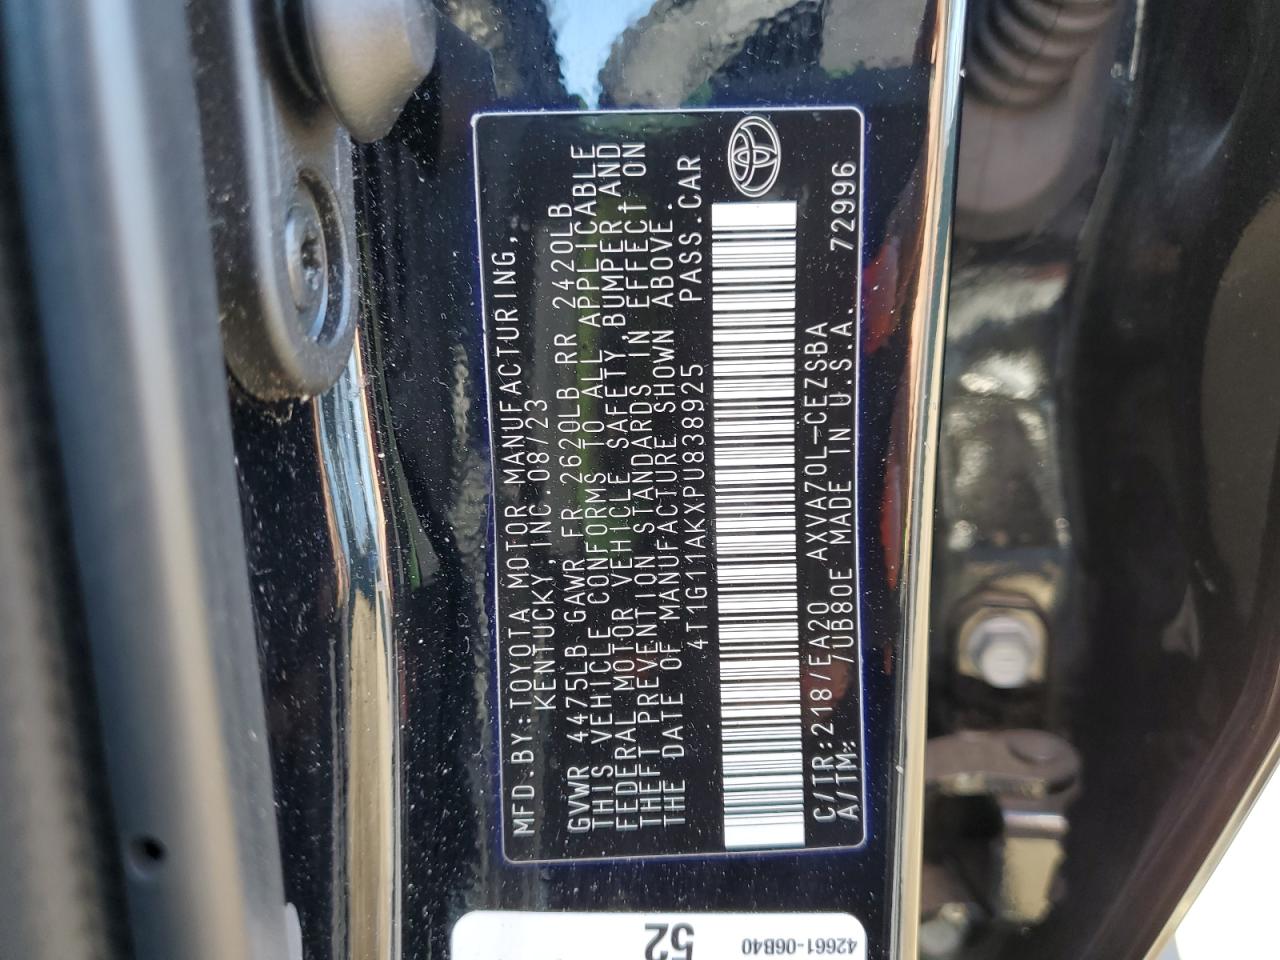 MFD.BY:TOYOTA MOTOR MANUFACTURING,
KENTUCKY,INC.08/23
GVWR 4475LB GAWR FR 2620LB RR 2420LB
THIS VEHICLE CONFORMS TO ALL APPLICABLE
FEDERAL MOTOR VEHICLE SAFETY,BUMPER,AND
THEFT PREVENTION STANDARDS IN EFFECT ON
THE DATE OF MANUFACTURE SHOWN ABOVE.
4T1G11AKXPU838925 PASS.CAR
C/TR:218/EA20 AXVA70L-CEZSBA
A/TM: /UB80E MADE IN U.S.A. 72996
52
42661-06B40